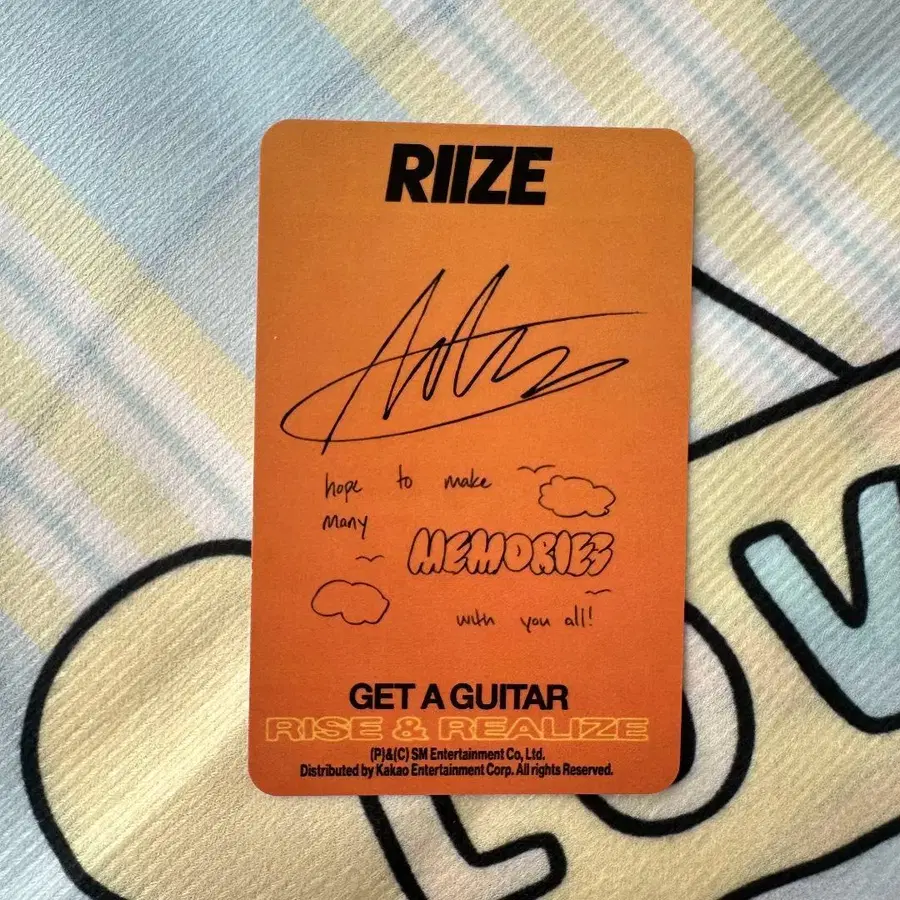 RIIZE
hope to make
many MEMORIES
with you all!
GET A GUITAR
RISE & REALIZE
(P)&(C) SM Entertainment Co, Ltd.
Distributed by Kakao Entertainment Corp. All rights Reserved.